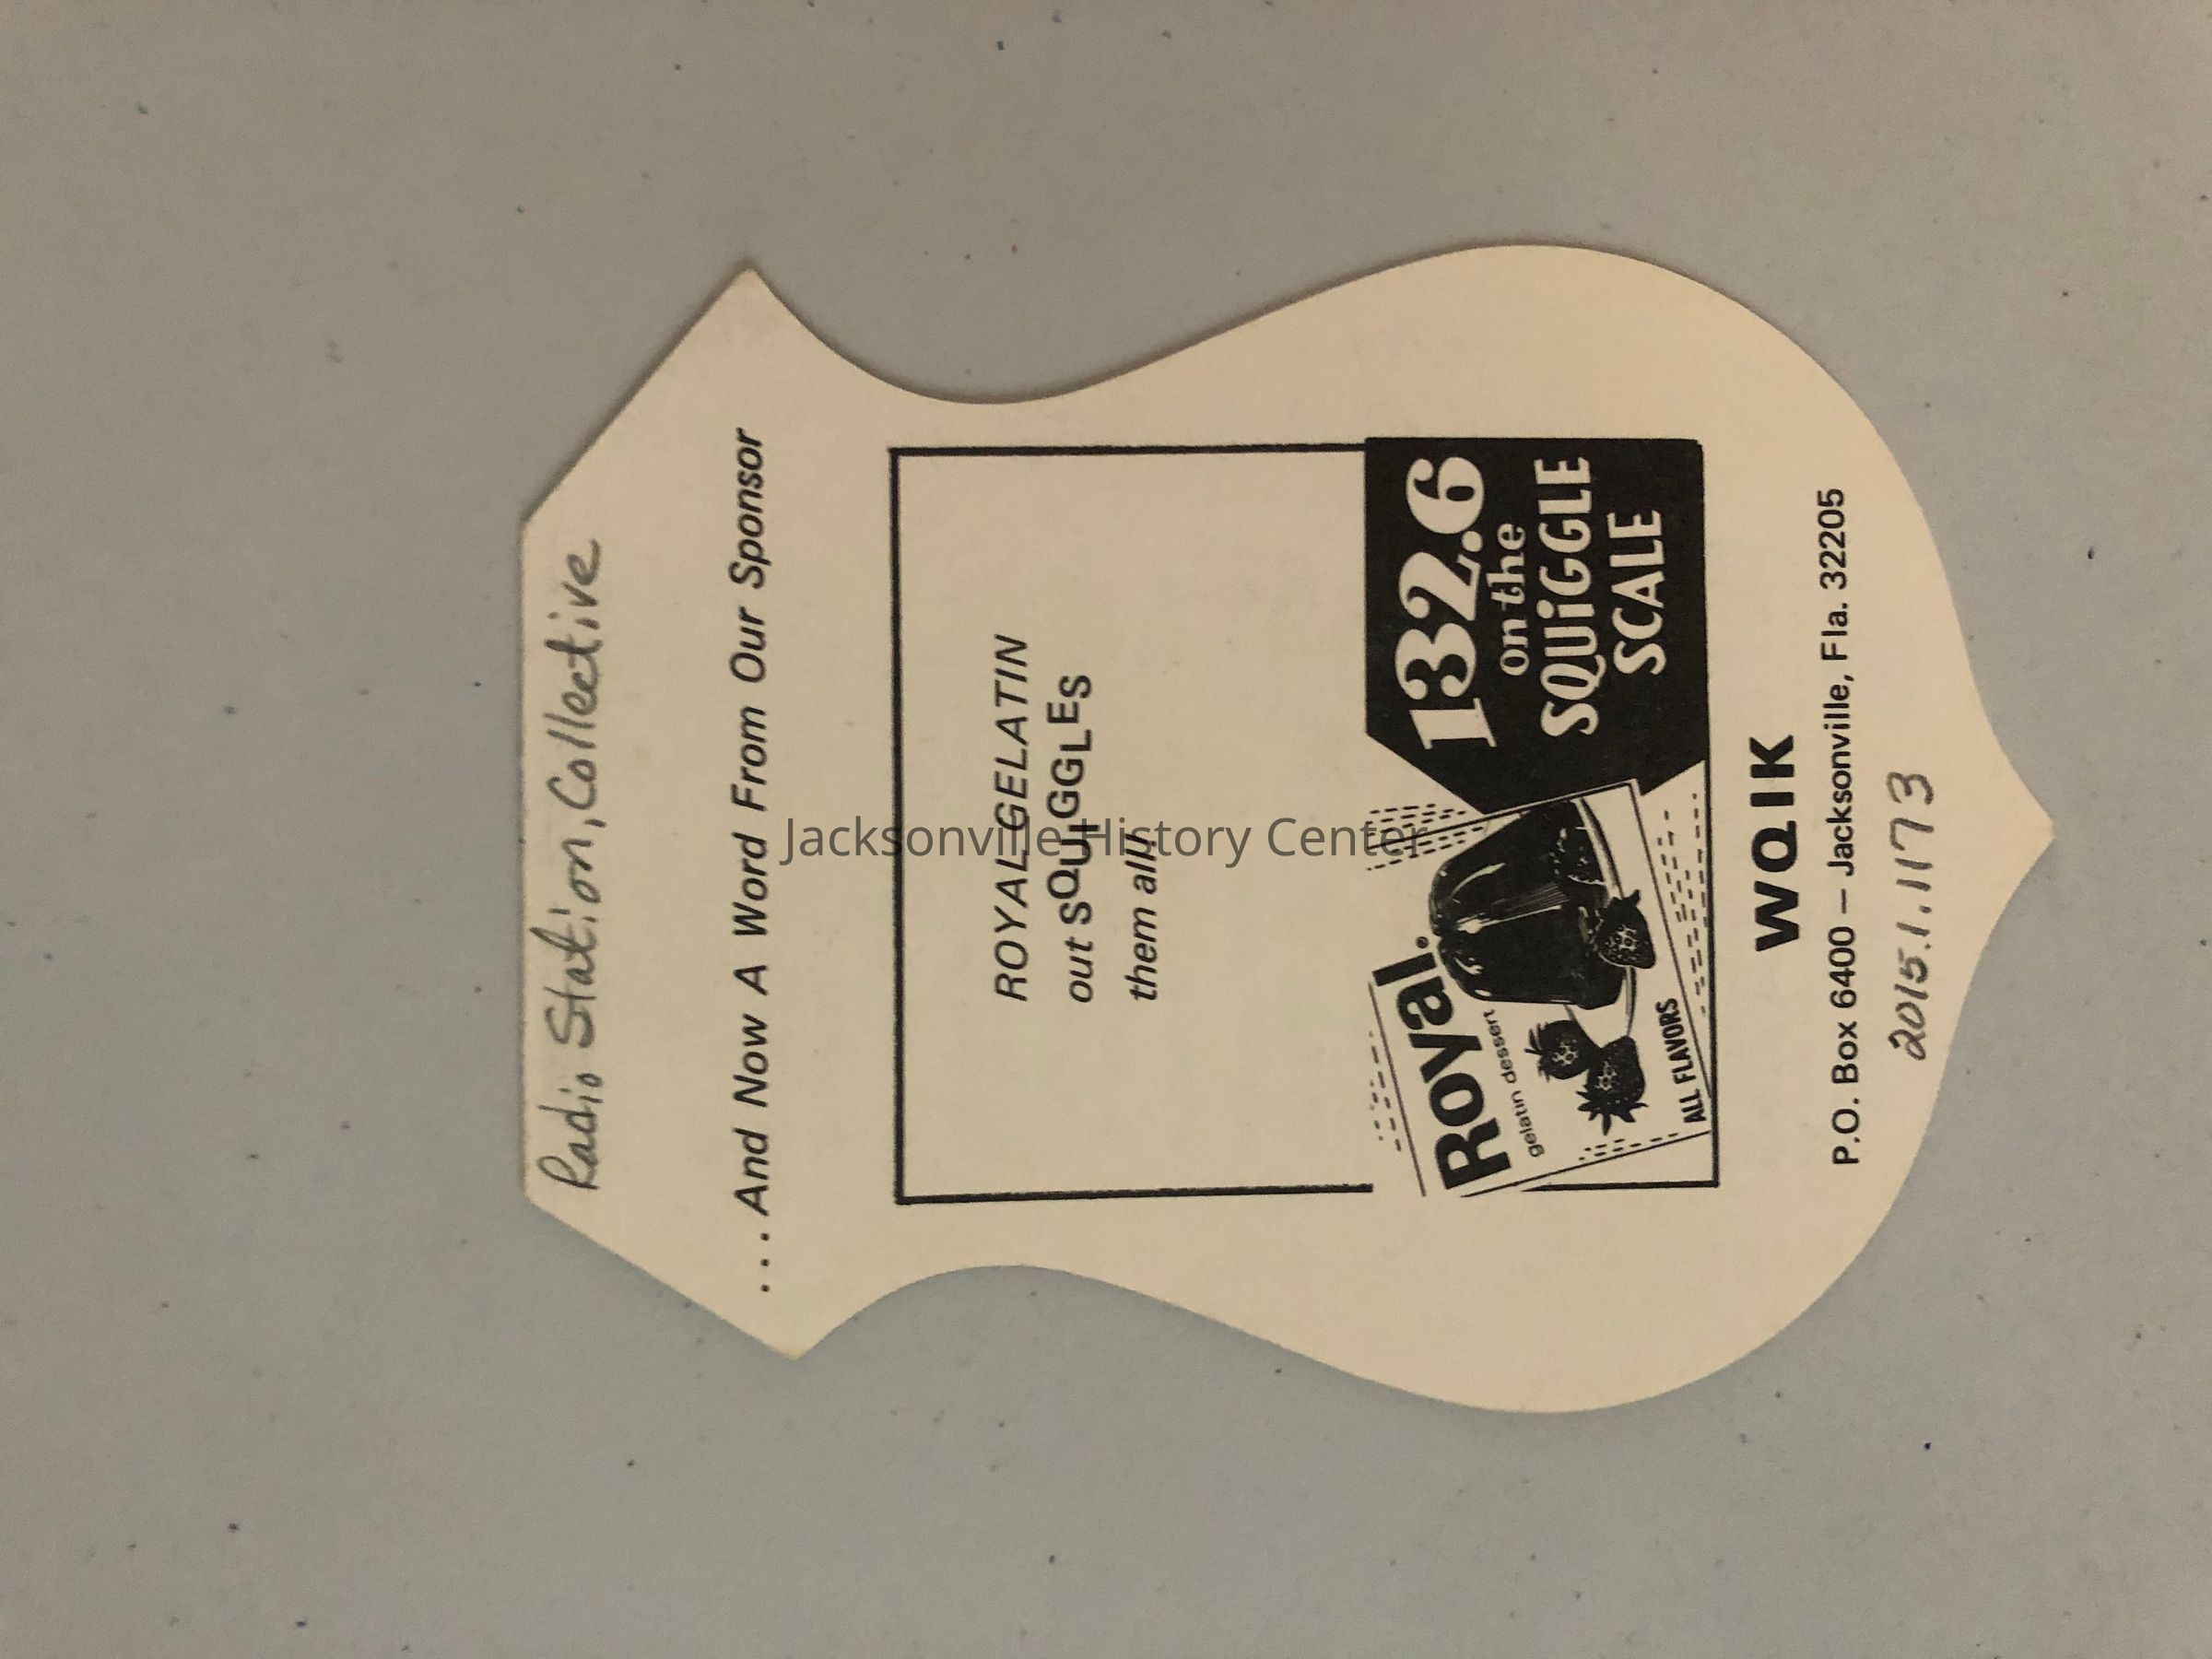 Radio Station, Collective
... And Now A Word From Our Sponsor
ROYAL GELATIN
out SQUiGGLES
them all!!
Royal.
gelatin dessert
ALL FLAVORS
132.6
on the
SQUiGGLE
SCALE
WQIK
P.O. Box 6400 — Jacksonville, Fla. 32205
2015.1.1173
Jacksonville History Center